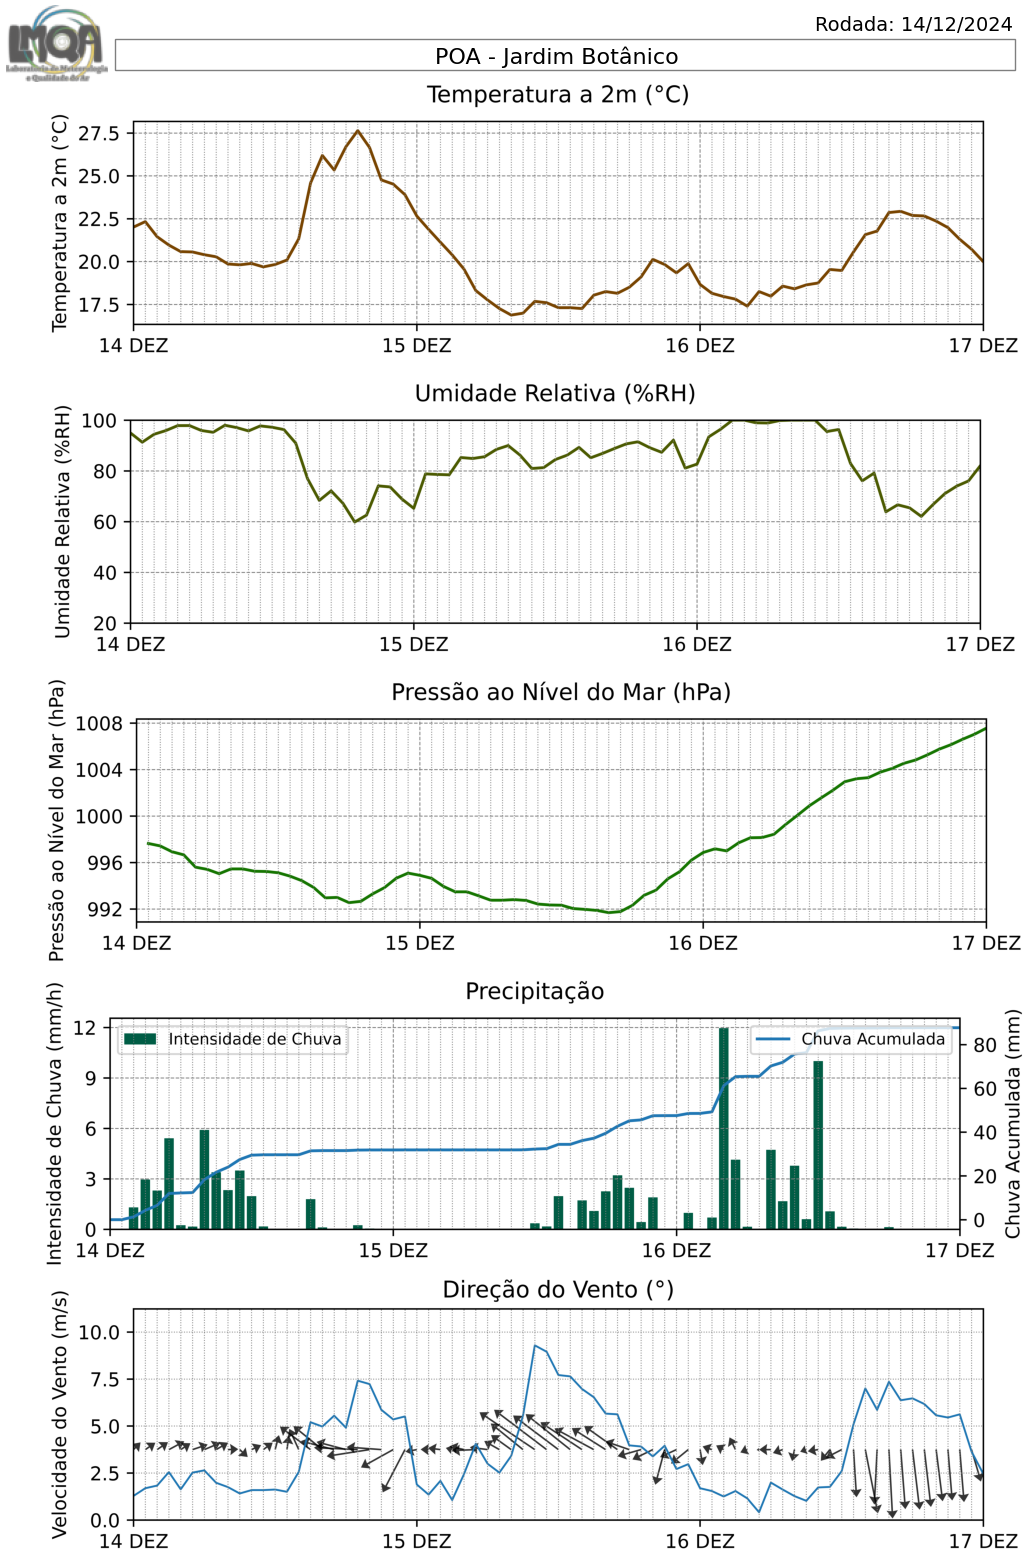 LMQA
Laboratório de Meteorologia
e Qualidade do Ar
Rodada: 14/12/2024
POA - Jardim Botânico
Temperatura a 2m (°C)
Temperatura a 2m (°C)
27.5
25.0
22.5
20.0
17.5
14 DEZ 15 DEZ 16 DEZ 17 DEZ
Umidade Relativa (%RH)
Umidade Relativa (%RH)
100
80
60
40
20
14 DEZ 15 DEZ 16 DEZ 17 DEZ
Pressão ao Nível do Mar (hPa)
Pressão ao Nível do Mar (hPa)
1008
1004
1000
996
992
14 DEZ 15 DEZ 16 DEZ 17 DEZ
Precipitação
Intensidade de Chuva (mm/h)
12
9
6
3
0
Intensidade de Chuva
Chuva Acumulada
80
60
40
20
0
Chuva Acumulada (mm)
14 DEZ 15 DEZ 16 DEZ 17 DEZ
Direção do Vento (°)
Velocidade do Vento (m/s)
10.0
7.5
5.0
2.5
0.0
14 DEZ 15 DEZ 16 DEZ 17 DEZ